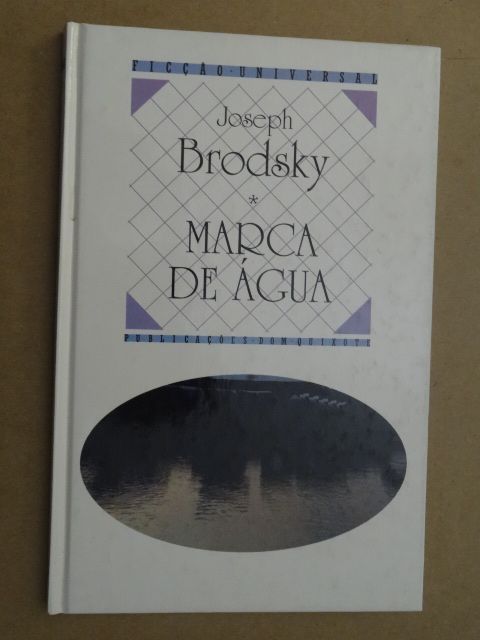 FICÇÃO·UNIVERSAL
Joseph
Brodsky
*
MARCA
DE ÁGUA
PUBLICAÇÕES·DOM QUIXOTE